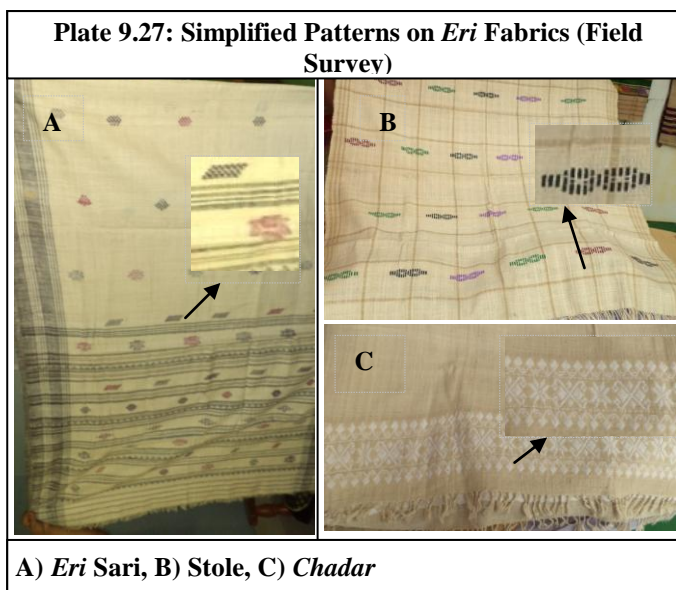 Plate 9.27: Simplified Patterns on Eri Fabrics (Field
Survey)
A
B
C
A) Eri Sari, B) Stole, C) Chadar